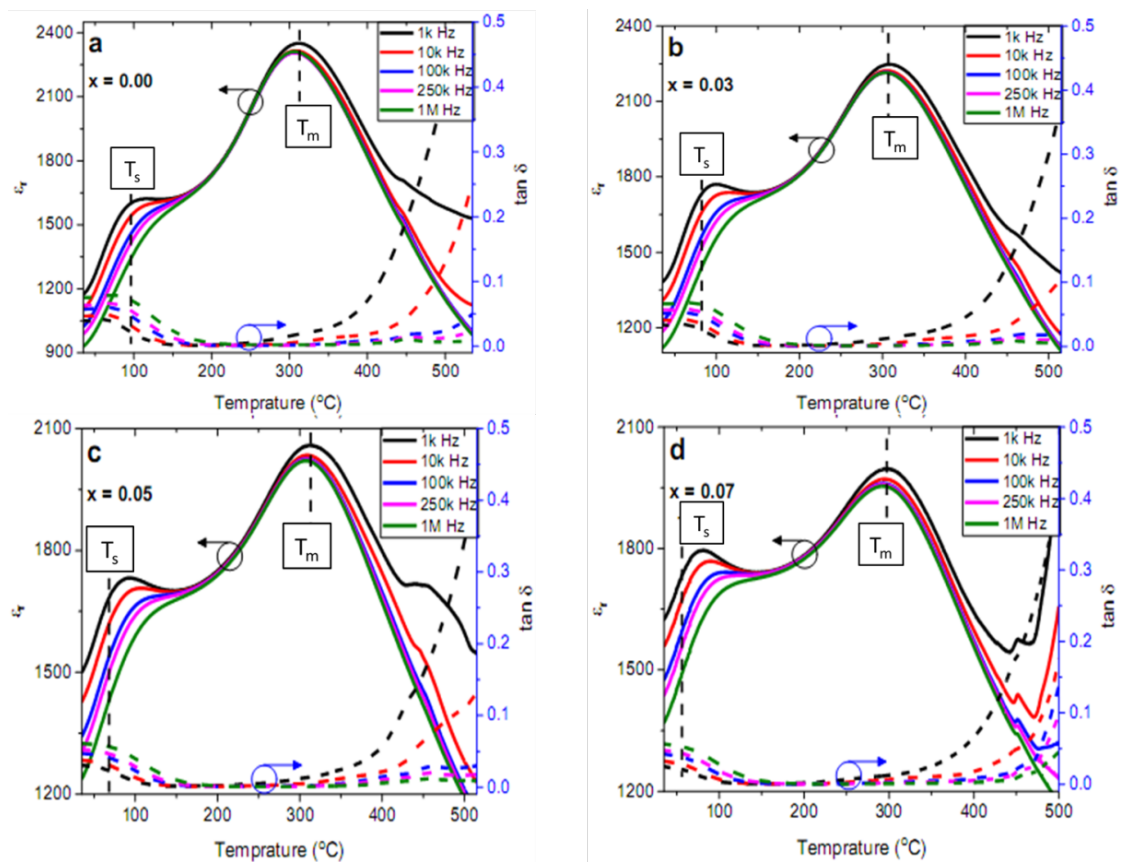 a
x = 0.00
1k Hz
10k Hz
100k Hz
250k Hz
1M Hz
Ts
Tm
2400
2100
1800
1500
1200
900
εr
0.5
0.4
0.3
0.2
0.1
0.0
tan δ
100 200 300 400 500
Temprature (°C)
b
x = 0.03
1k Hz
10k Hz
100k Hz
250k Hz
1M Hz
Ts
Tm
2400
2100
1800
1500
1200
εr
0.5
0.4
0.3
0.2
0.1
0.0
tan δ
100 200 300 400 500
Temprature (°C)
c
x = 0.05
1k Hz
10k Hz
100k Hz
250k Hz
1M Hz
Ts
Tm
2100
1800
1500
1200
εr
0.5
0.4
0.3
0.2
0.1
0.0
tan δ
100 150 200 250 300 350 400 450 500
Temprature (°C)
d
x = 0.07
1k Hz
10k Hz
100k Hz
250k Hz
1M Hz
Ts
Tm
2100
1800
1500
1200
εr
0.5
0.4
0.3
0.2
0.1
0.0
tan δ
100 200 300 400 500
Temprature (°C)